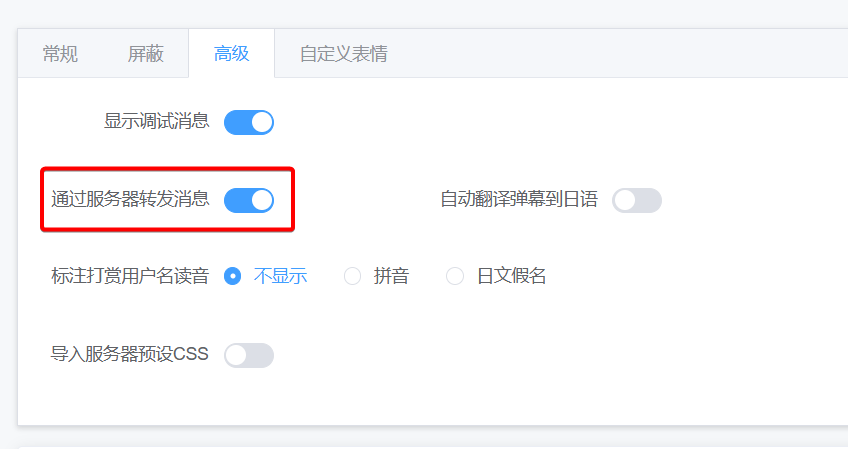 常规 屏蔽 高级 自定义表情
显示调试消息
通过服务器转发消息 自动翻译弹幕到日语
标注打赏用户名读音 不显示 拼音 日文假名
导入服务器预设CSS